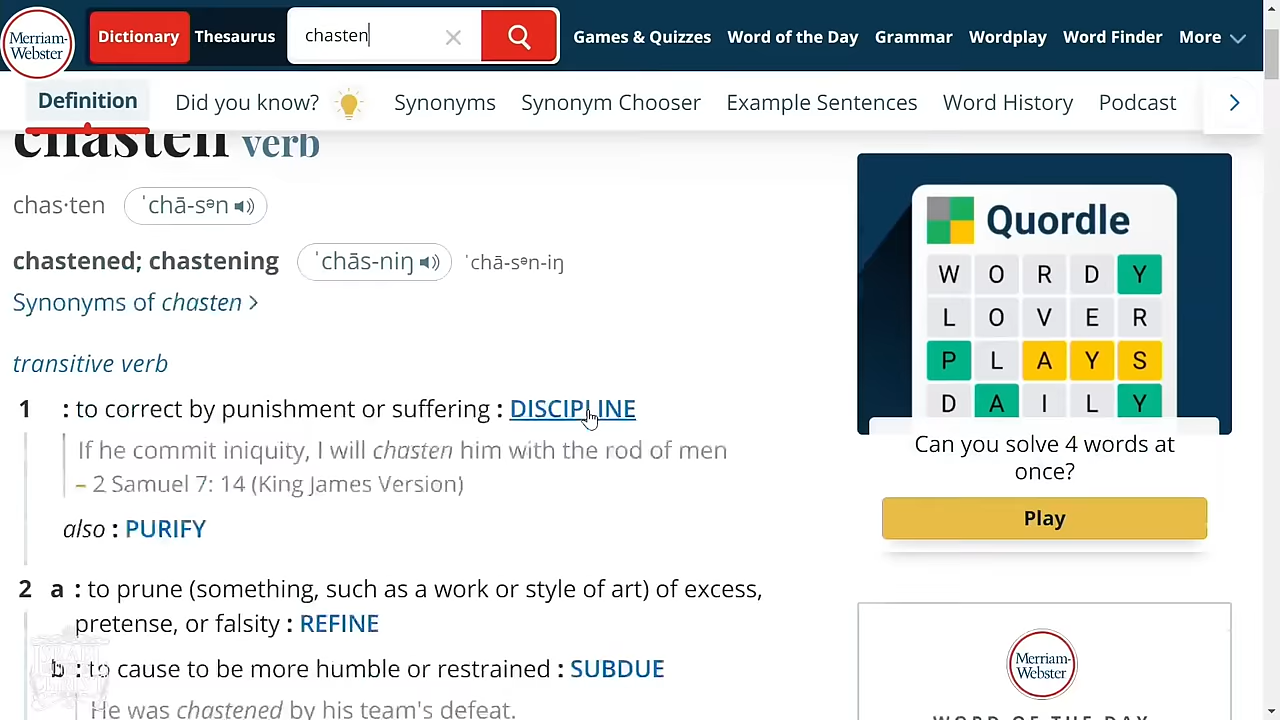 Merriam-
Webster
Dictionary
Thesaurus
chasten
Games & Quizzes
Word of the Day
Grammar
Wordplay
Word Finder
More
Definition
Did you know?
Synonyms
Synonym Chooser
Example Sentences
Word History
Podcast
chasten verb
chas·ten
ˈchā-sᵊn
chastened; chastening
ˈchās-niŋ
ˈchā-sᵊn-iŋ
Synonyms of chasten
transitive verb
1 : to correct by punishment or suffering : DISCIPLINE
If he commit iniquity, I will chasten him with the rod of men
– 2 Samuel 7: 14 (King James Version)
also : PURIFY
2 a : to prune (something, such as a work or style of art) of excess,
pretense, or falsity : REFINE
b : to cause to be more humble or restrained : SUBDUE
He was chastened by his team's defeat.
Quordle
W O R D Y
L O V E R
P L A Y S
D A I L Y
Can you solve 4 words at
once?
Play
Merriam-
Webster
WORD OF THE DAY